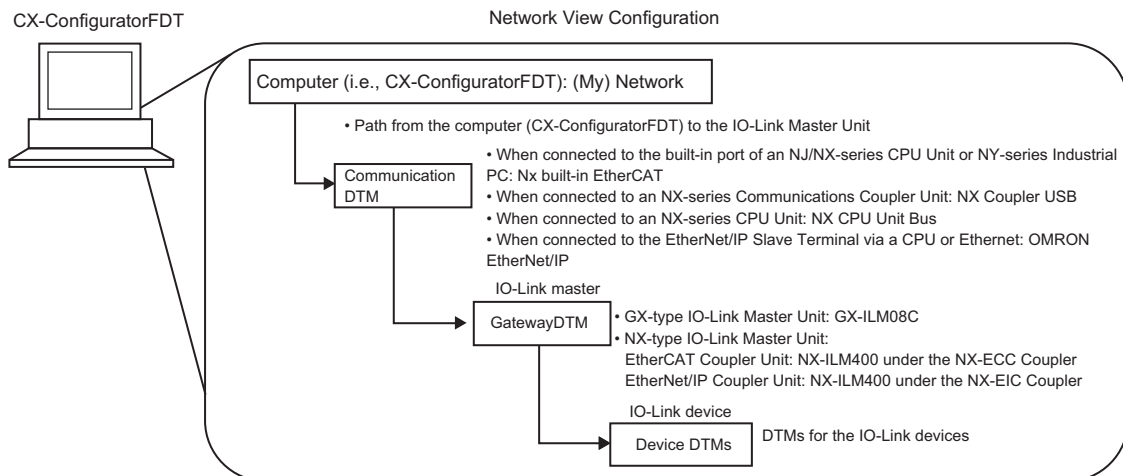 CX-ConfiguratorFDT
Network View Configuration
Computer (i.e., CX-ConfiguratorFDT): (My) Network
• Path from the computer (CX-ConfiguratorFDT) to the IO-Link Master Unit
Communication
DTM
• When connected to the built-in port of an NJ/NX-series CPU Unit or NY-series Industrial
PC: Nx built-in EtherCAT
• When connected to an NX-series Communications Coupler Unit: NX Coupler USB
• When connected to an NX-series CPU Unit: NX CPU Unit Bus
• When connected to the EtherNet/IP Slave Terminal via a CPU or Ethernet: OMRON
EtherNet/IP
IO-Link master
GatewayDTM
• GX-type IO-Link Master Unit: GX-ILM08C
• NX-type IO-Link Master Unit:
EtherCAT Coupler Unit: NX-ILM400 under the NX-ECC Coupler
EtherNet/IP Coupler Unit: NX-ILM400 under the NX-EIC Coupler
IO-Link device
Device DTMs
DTMs for the IO-Link devices